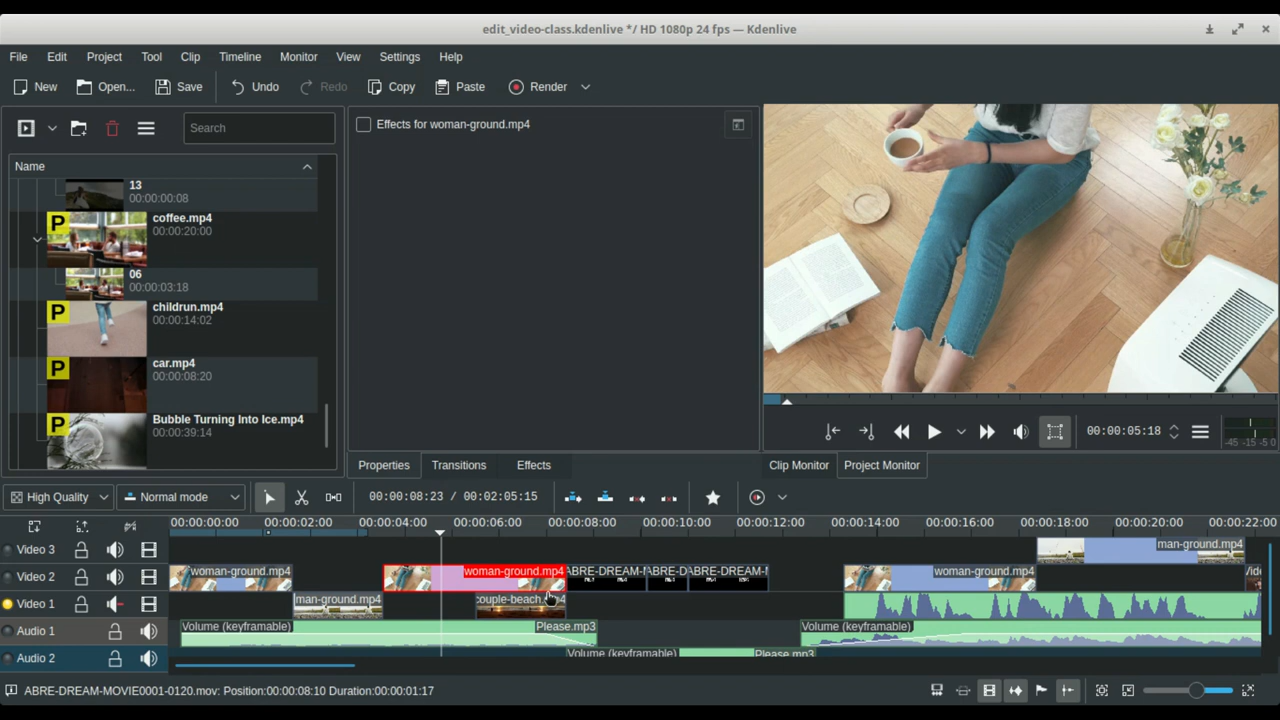 edit_video-class.kdenlive */ HD 1080p 24 fps — Kdenlive
File Edit Project Tool Clip Timeline Monitor View Settings Help
New Open... Save Undo Redo Copy Paste Render
Search
Effects for woman-ground.mp4
Name
13
00:00:00:08
P
coffee.mp4
00:00:20:00
06
00:00:03:18
P
childrun.mp4
00:00:14:02
P
car.mp4
00:00:08:20
P
Bubble Turning Into Ice.mp4
00:00:39:14
00:00:05:18
-45 -15 -5 0
Properties Transitions Effects
Clip Monitor Project Monitor
High Quality Normal mode 00:00:08:23 / 00:02:05:15
00:00:00:00 00:00:02:00 00:00:04:00 00:00:06:00 00:00:08:00 00:00:10:00 00:00:12:00 00:00:14:00 00:00:16:00 00:00:18:00 00:00:20:00 00:00:22:00
Video 3 man-ground.mp4
Video 2 woman-ground.mp4 woman-ground.mp4 ABRE-DREAM- ABRE-D ABRE-DREAM-M woman-ground.mp4
Video 1 man-ground.mp4 couple-beach.mp4
Audio 1 Volume (keyframable) Please.mp3 Volume (keyframable)
Audio 2 Volume (keyframable) Please.mp3
ABRE-DREAM-MOVIE0001-0120.mov: Position:00:00:08:10 Duration:00:00:01:17